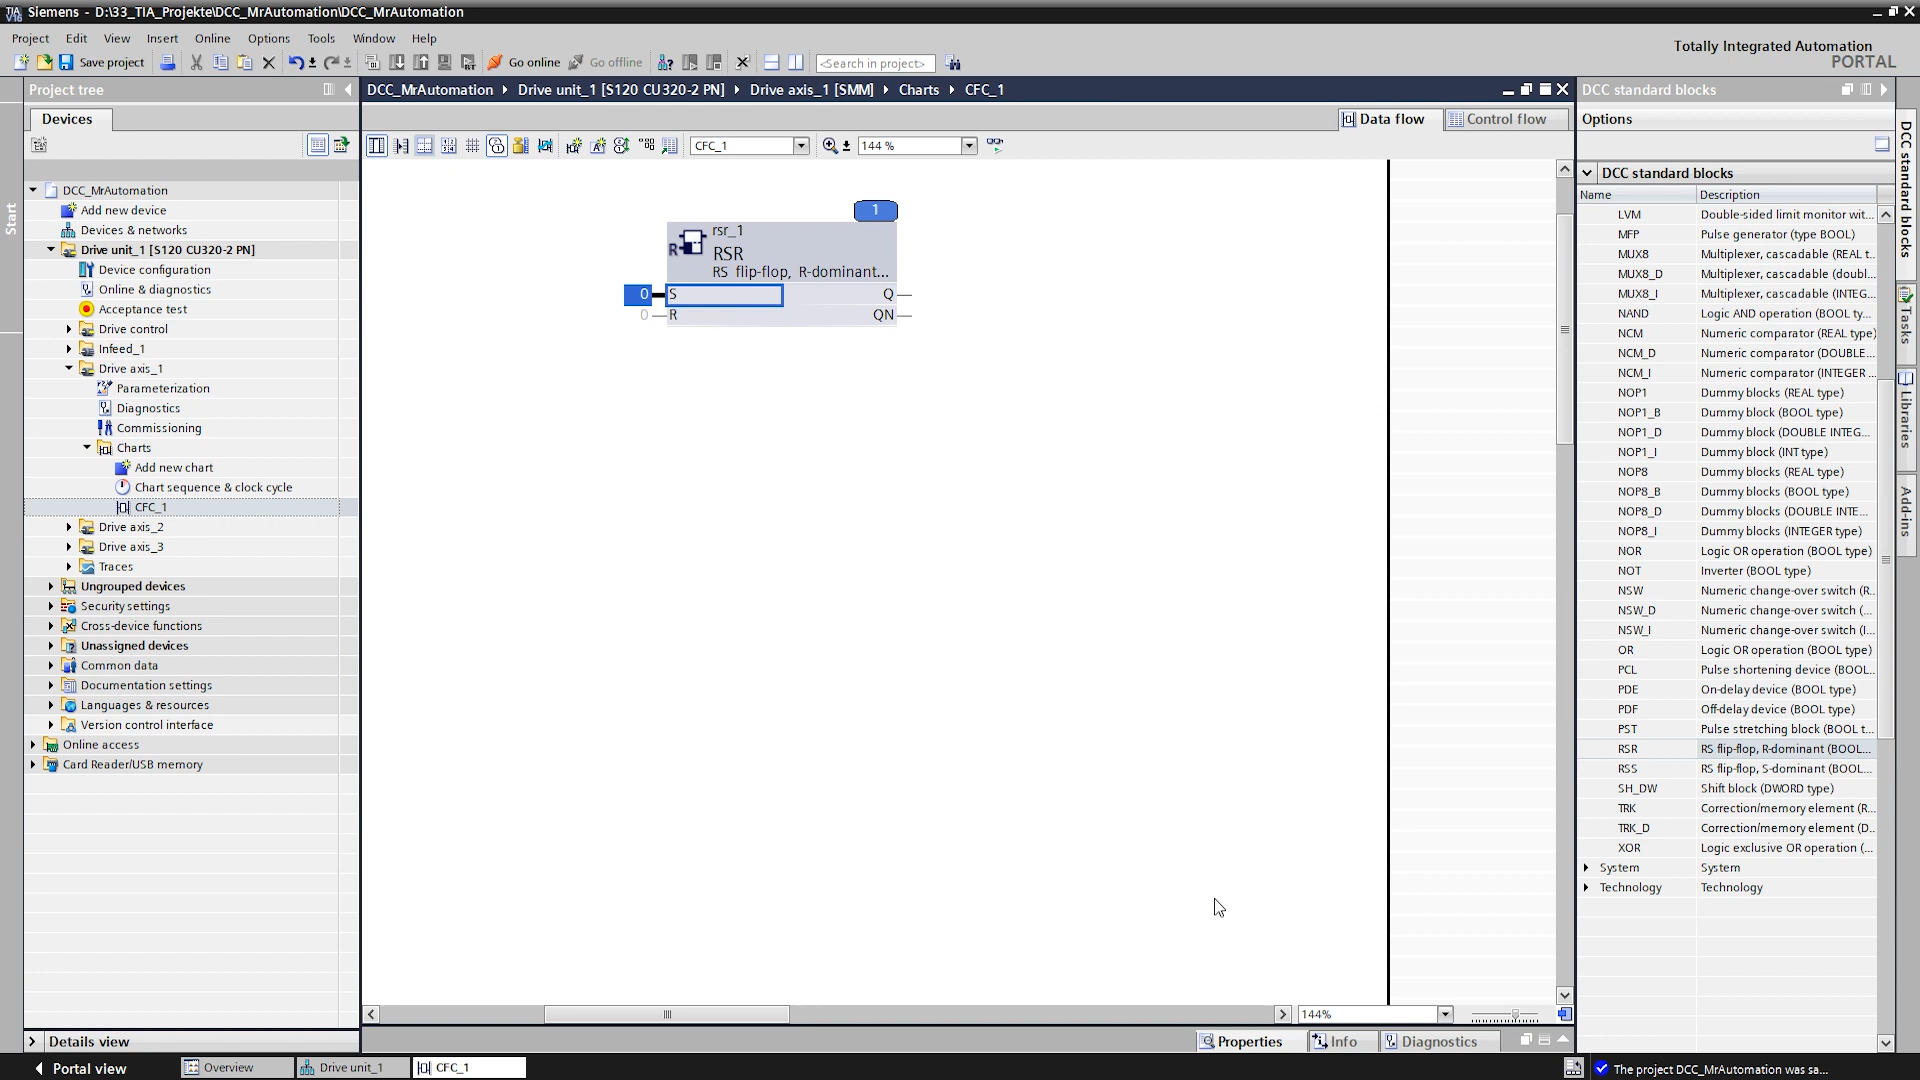 Siemens - D:\33_TIA_Projekte\DCC_MrAutomation\DCC_MrAutomation
Project Edit View Insert Online Options Tools Window Help
Totally Integrated Automation
PORTAL
Save project
Go online
Go offline
<Search in project>
Project tree
DCC_MrAutomation
Drive unit_1 [S120 CU320-2 PN]
Drive axis_1 [SMM]
Charts
CFC_1
DCC standard blocks
Devices
Data flow
Control flow
Options
CFC_1
144 %
Start
DCC_MrAutomation
Add new device
Devices & networks
Drive unit_1 [S120 CU320-2 PN]
Device configuration
Online & diagnostics
Acceptance test
Drive control
Infeed_1
Drive axis_1
Parameterization
Diagnostics
Commissioning
Charts
Add new chart
Chart sequence & clock cycle
CFC_1
Drive axis_2
Drive axis_3
Traces
Ungrouped devices
Security settings
Cross-device functions
Unassigned devices
Common data
Documentation settings
Languages & resources
Version control interface
Online access
Card Reader/USB memory
Details view
1
rsr_1
R
RSR
RS flip-flop, R-dominant...
0 S Q
0 R QN
144%
Properties
Info
Diagnostics
DCC standard blocks
Name Description
LVM Double-sided limit monitor wit...
MFP Pulse generator (type BOOL)
MUX8 Multiplexer, cascadable (REAL t...
MUX8_D Multiplexer, cascadable (doubl...
MUX8_I Multiplexer, cascadable (INTEG...
NAND Logic AND operation (BOOL ty...
NCM Numeric comparator (REAL type)
NCM_D Numeric comparator (DOUBLE...
NCM_I Numeric comparator (INTEGER ...
NOP1 Dummy blocks (REAL type)
NOP1_B Dummy block (BOOL type)
NOP1_D Dummy block (DOUBLE INTEG...
NOP1_I Dummy block (INT type)
NOP8 Dummy blocks (REAL type)
NOP8_B Dummy blocks (BOOL type)
NOP8_D Dummy blocks (DOUBLE INTE...
NOP8_I Dummy blocks (INTEGER type)
NOR Logic OR operation (BOOL type)
NOT Inverter (BOOL type)
NSW Numeric change-over switch (R...
NSW_D Numeric change-over switch (...
NSW_I Numeric change-over switch (I...
OR Logic OR operation (BOOL type)
PCL Pulse shortening device (BOOL...
PDE On-delay device (BOOL type)
PDF Off-delay device (BOOL type)
PST Pulse stretching block (BOOL t...
RSR RS flip-flop, R-dominant (BOOL...
RSS RS flip-flop, S-dominant (BOOL...
SH_DW Shift block (DWORD type)
TRK Correction/memory element (R...
TRK_D Correction/memory element (D...
XOR Logic exclusive OR operation (...
System System
Technology Technology
DCC standard blocks
Tasks
Libraries
Add-ins
Portal view
Overview
Drive unit_1
CFC_1
The project DCC_MrAutomation was sa...